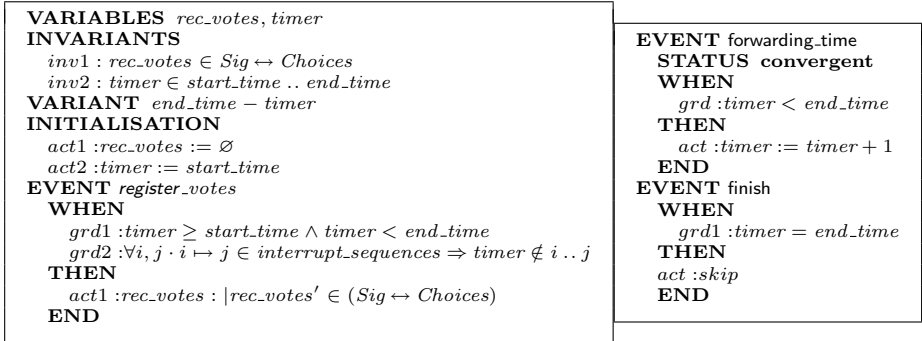 VARIABLES rec_votes, timer
INVARIANTS
inv1 : rec_votes ∈ Sig ↔ Choices
inv2 : timer ∈ start_time .. end_time
VARIANT end_time − timer
INITIALISATION
act1 :rec_votes := ∅
act2 :timer := start_time
EVENT register_votes
WHEN
grd1 :timer ≥ start_time ∧ timer < end_time
grd2 :∀i, j · i ↦ j ∈ interrupt_sequences ⇒ timer ∉ i .. j
THEN
act1 :rec_votes : |rec_votes′ ∈ (Sig ↔ Choices)
END
EVENT forwarding_time
STATUS convergent
WHEN
grd :timer < end_time
THEN
act :timer := timer + 1
END
EVENT finish
WHEN
grd1 :timer = end_time
THEN
act :skip
END